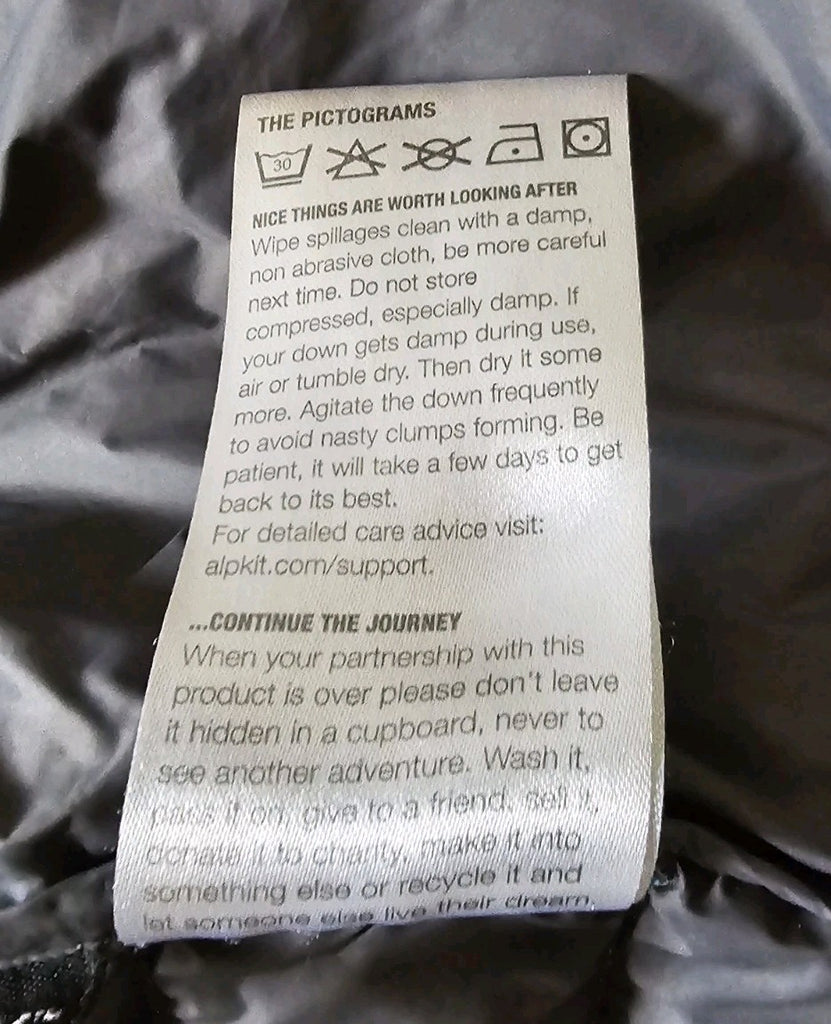 THE PICTOGRAMS
30
NICE THINGS ARE WORTH LOOKING AFTER
Wipe spillages clean with a damp,
non abrasive cloth, be more careful
next time. Do not store
compressed, especially damp. If
your down gets damp during use,
air or tumble dry. Then dry it some
more. Agitate the down frequently
to avoid nasty clumps forming. Be
patient, it will take a few days to get
back to its best.
For detailed care advice visit:
alpkit.com/support.
...CONTINUE THE JOURNEY
When your partnership with this
product is over please don't leave
it hidden in a cupboard, never to
see another adventure. Wash it,
pass it on, give to a friend, sell it,
donate it to charity, make it into
something else or recycle it and
let someone else live their dream.